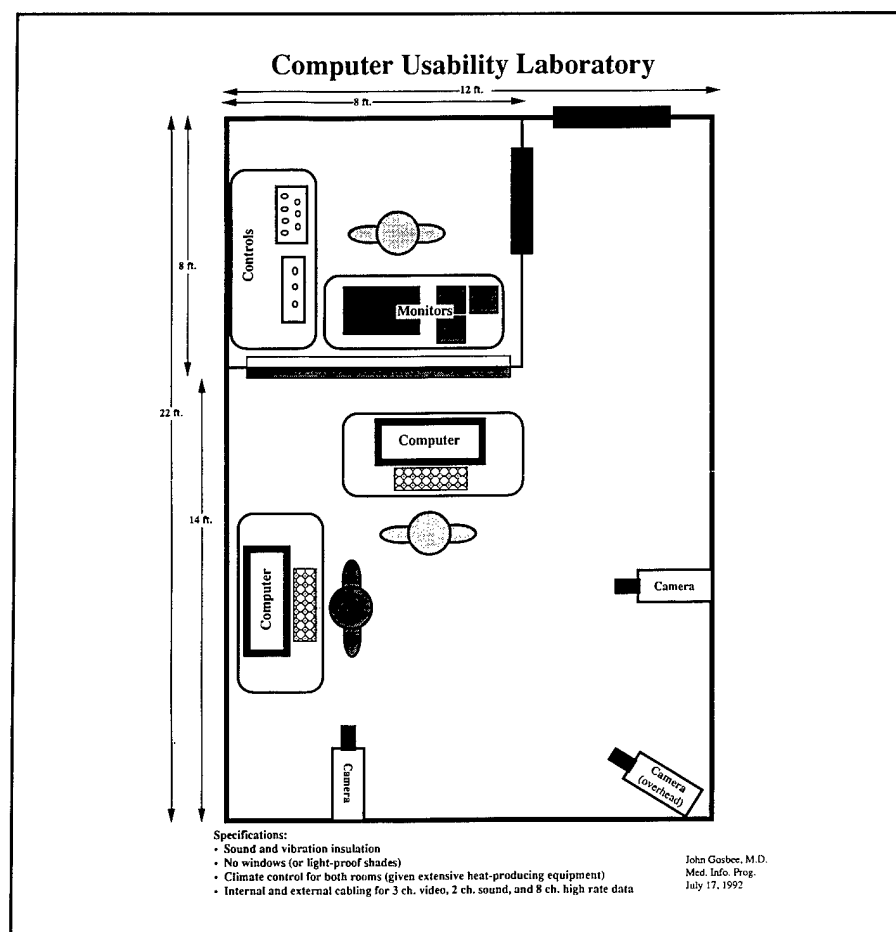 Computer Usability Laboratory
12 ft.
8 ft.
Controls
8 ft.
Monitors
22 ft.
Computer
14 ft.
Camera
Computer
Camera
Camera
(overhead)
Specifications:
• Sound and vibration insulation
• No windows (or light-proof shades)
• Climate control for both rooms (given extensive heat-producing equipment)
• Internal and external cabling for 3 ch. video, 2 ch. sound, and 8 ch. high rate data
John Gosbee, M.D.
Med. Info. Prog.
July 17, 1992